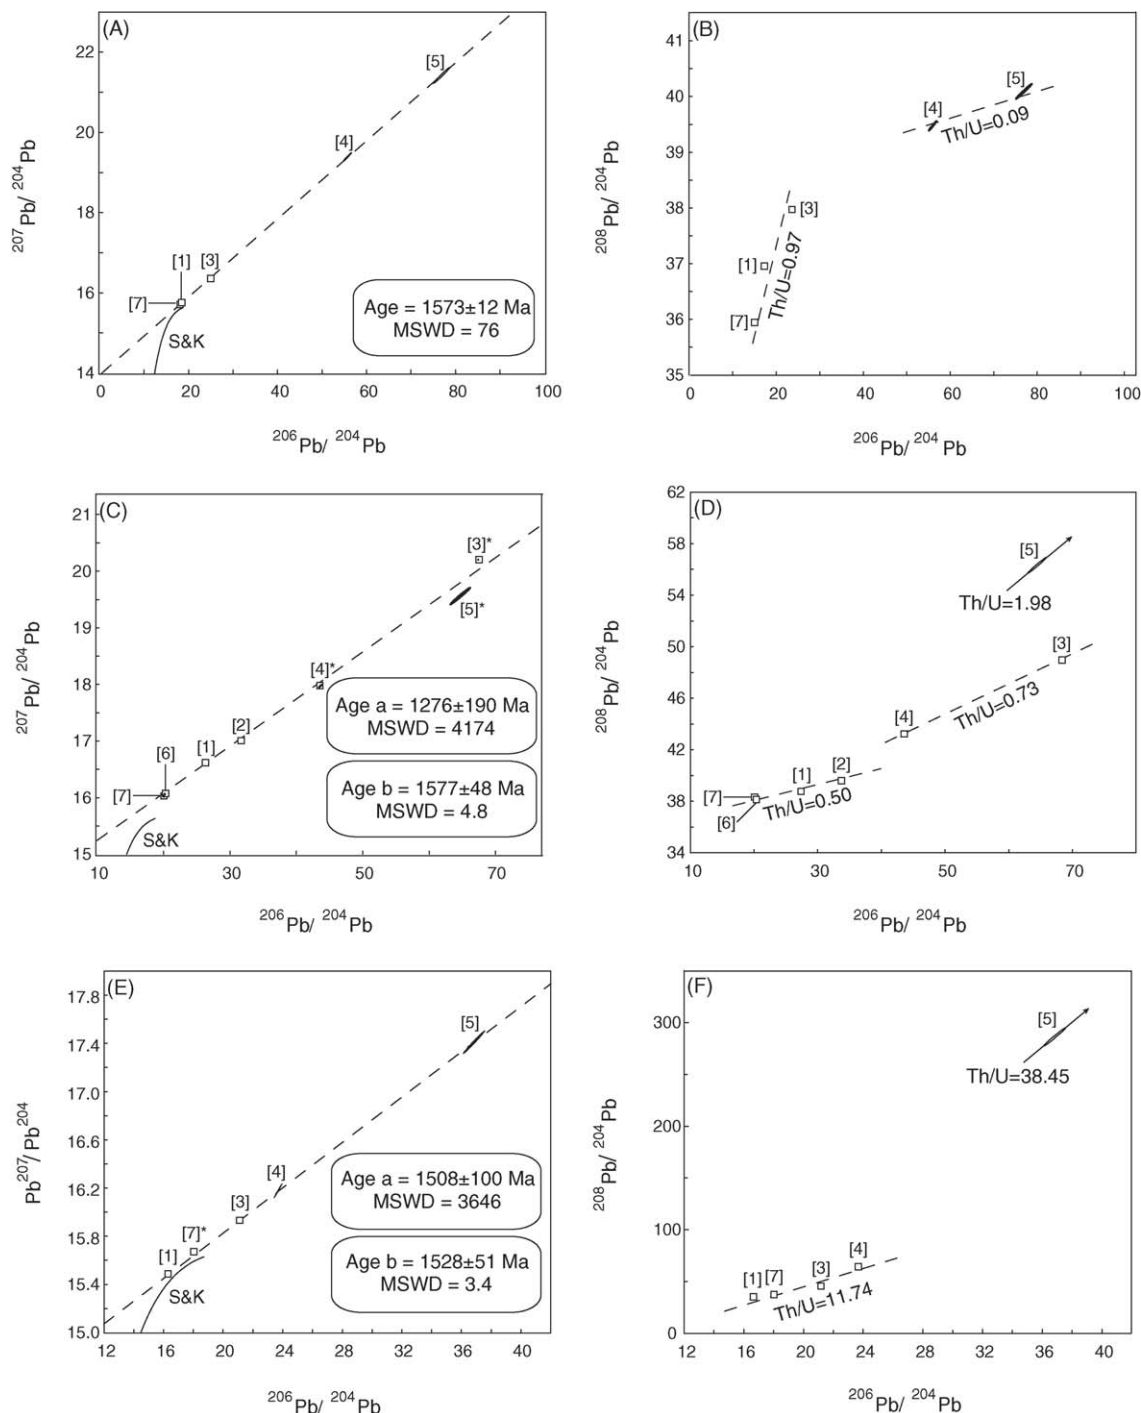 (A)
22
20
18
16
14
0
20
40
60
80
100
207Pb/ 204Pb
206Pb/ 204Pb
[5]
[4]
[1] [3]
[7]
S&K
Age = 1573±12 Ma
MSWD = 76
(B)
41
40
39
38
37
36
35
0
20
40
60
80
100
208Pb/ 204Pb
206Pb/ 204Pb
[5]
[4]
Th/U=0.09
[3]
[1]
Th/U=0.97
[7]
(C)
21
20
19
18
17
16
15
10
30
50
70
207Pb/ 204Pb
206Pb/ 204Pb
[3]*
[5]*
[4]*
[2]
[1]
[6]
[7]
S&K
Age a = 1276±190 Ma
MSWD = 4174
Age b = 1577±48 Ma
MSWD = 4.8
(D)
62
58
54
50
46
42
38
34
10
30
50
70
208Pb/ 204Pb
206Pb/ 204Pb
[5]
Th/U=1.98
[3]
[4]
Th/U=0.73
[1] [2]
[7]
Th/U=0.50
[6]
(E)
17.8
17.4
17.0
16.6
16.2
15.8
15.4
15.0
12
16
20
24
28
32
36
40
Pb207/ Pb204
206Pb/ 204Pb
[5]
[4]
[3]
[7]*
[1]
S&K
Age a = 1508±100 Ma
MSWD = 3646
Age b = 1528±51 Ma
MSWD = 3.4
(F)
300
200
100
50
0
12
16
20
24
28
32
36
40
208Pb/ 204Pb
206Pb/ 204Pb
[5]
Th/U=38.45
[4]
[1] [7] [3]
Th/U=11.74